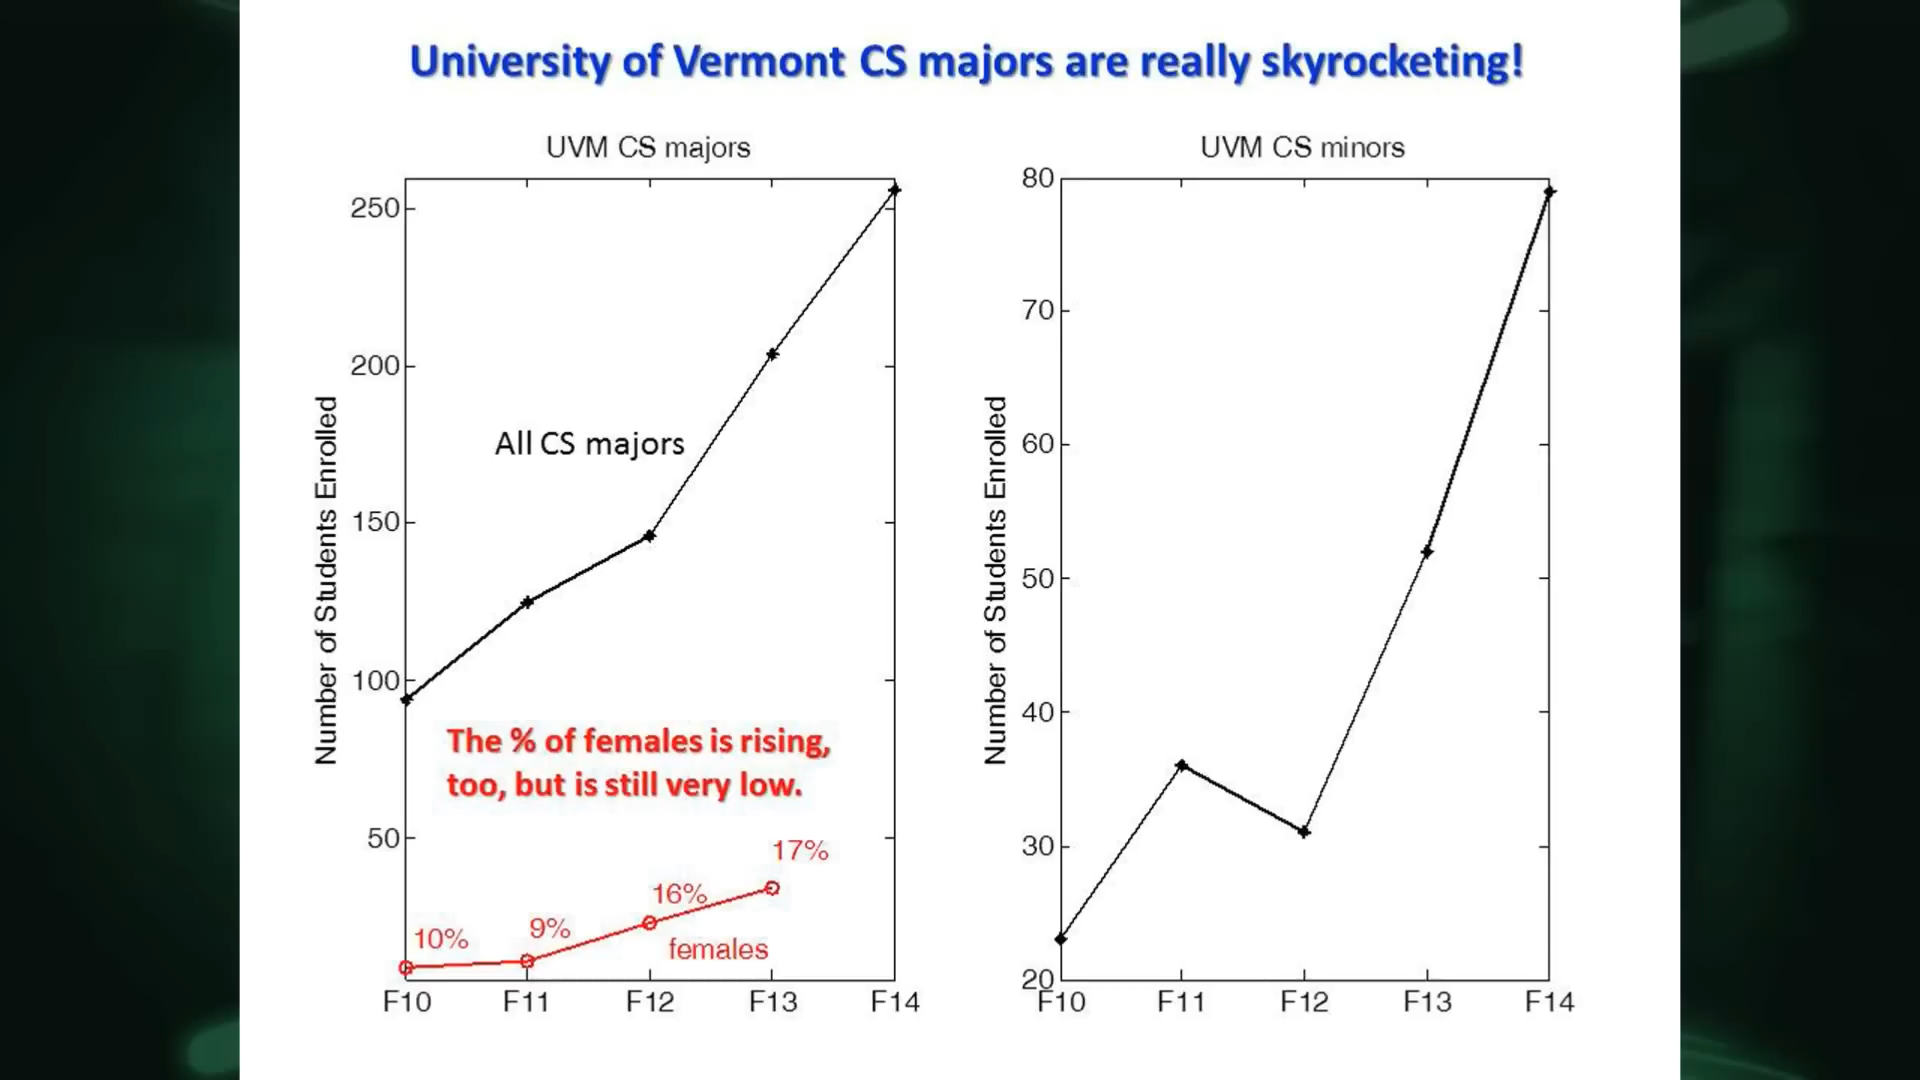 University of Vermont CS majors are really skyrocketing!
UVM CS majors
250
200
150
100
50
Number of Students Enrolled
All CS majors
The % of females is rising,
too, but is still very low.
10%
9%
16%
17%
females
F10 F11 F12 F13 F14
UVM CS minors
80
70
60
50
40
30
20
Number of Students Enrolled
F10 F11 F12 F13 F14